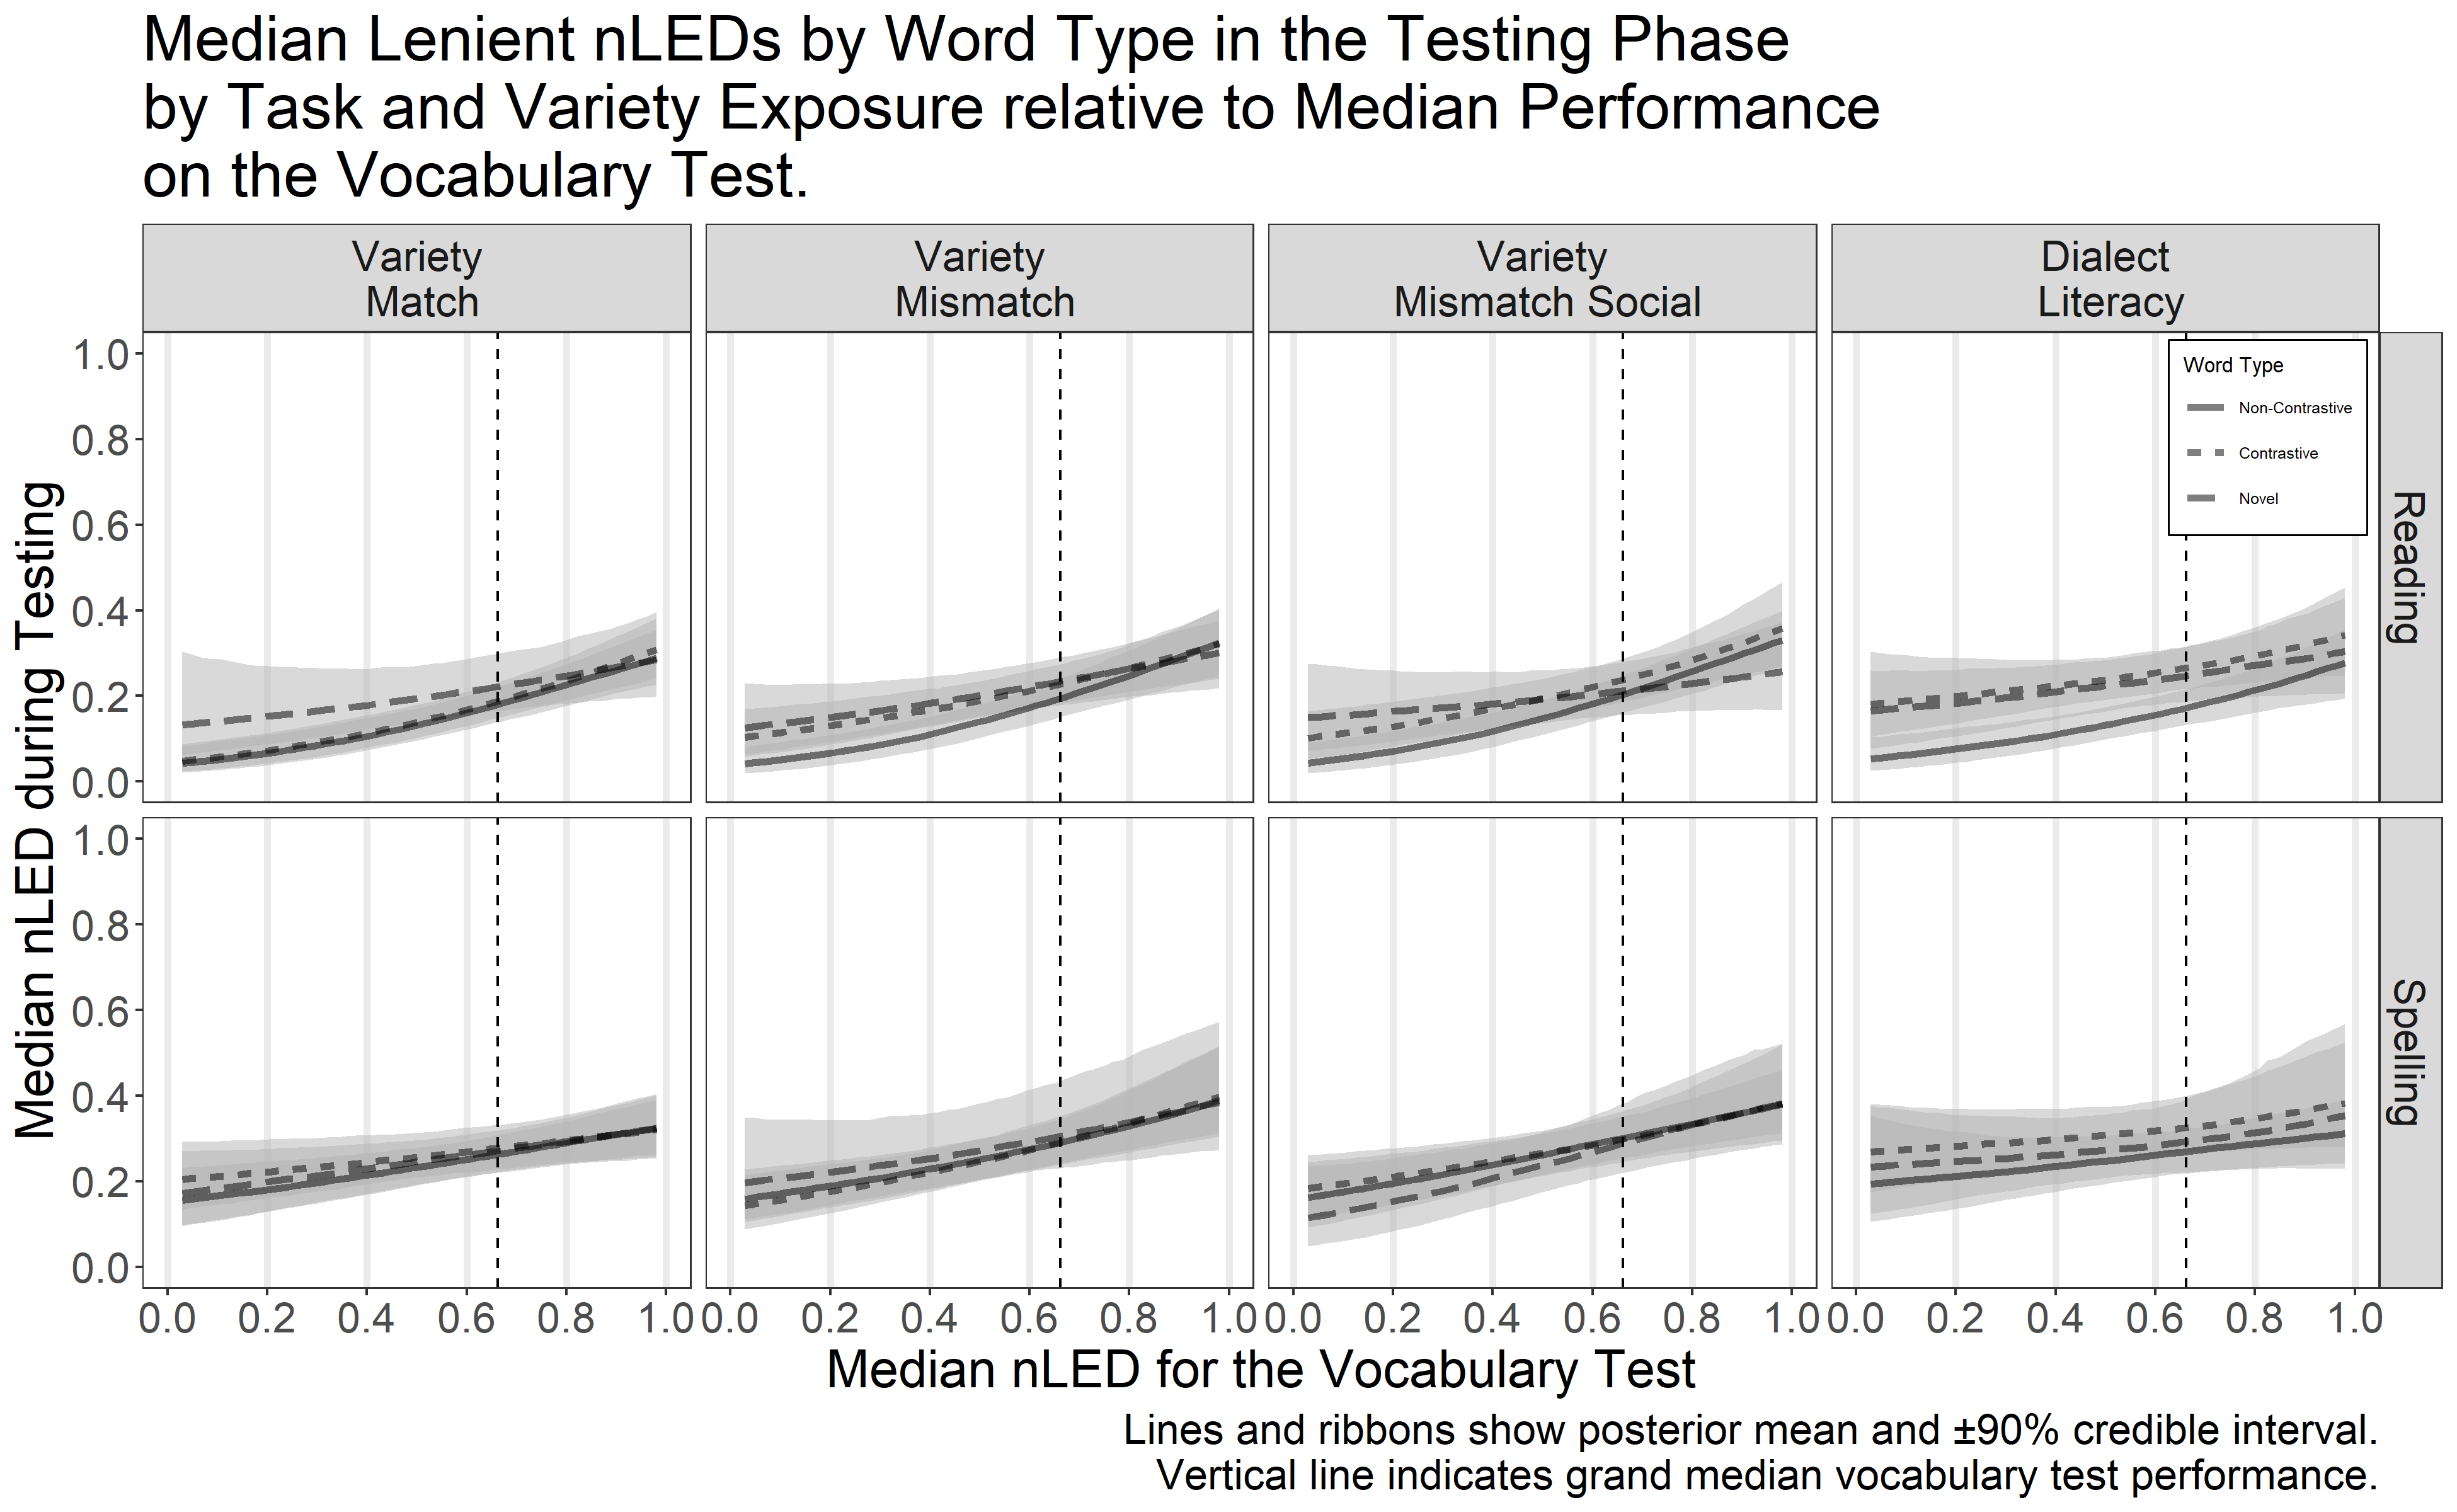 Median Lenient nLEDs by Word Type in the Testing Phase
by Task and Variety Exposure relative to Median Performance
on the Vocabulary Test.
Variety
Match
Variety
Mismatch
Variety
Mismatch Social
Dialect
Literacy
Median nLED during Testing
1.0
0.8
0.6
0.4
0.2
0.0
Word Type
Non-Contrastive
Contrastive
Novel
Reading
1.0
0.8
0.6
0.4
0.2
0.0
Spelling
0.0 0.2 0.4 0.6 0.8 1.0
0.0 0.2 0.4 0.6 0.8 1.0
0.0 0.2 0.4 0.6 0.8 1.0
0.0 0.2 0.4 0.6 0.8 1.0
Median nLED for the Vocabulary Test
Lines and ribbons show posterior mean and ±90% credible interval.
Vertical line indicates grand median vocabulary test performance.